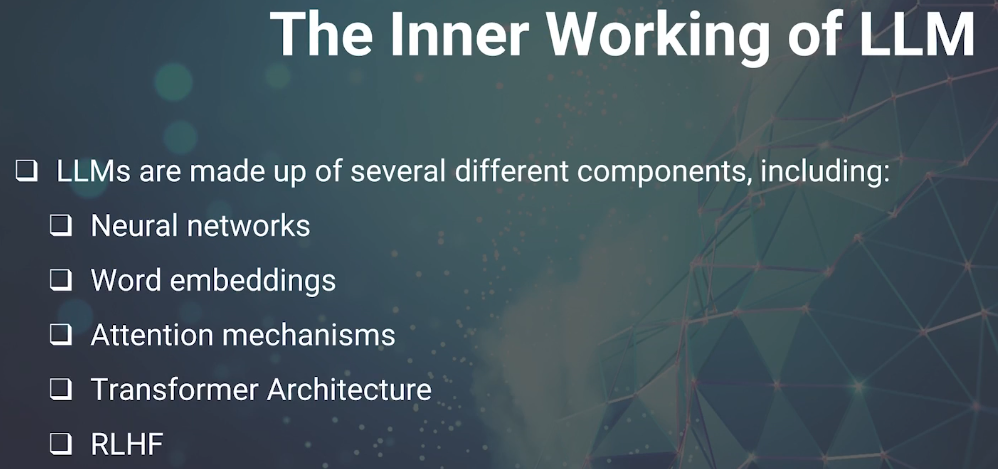 The Inner Working of LLM
❏ LLMs are made up of several different components, including:
❏ Neural networks
❏ Word embeddings
❏ Attention mechanisms
❏ Transformer Architecture
❏ RLHF